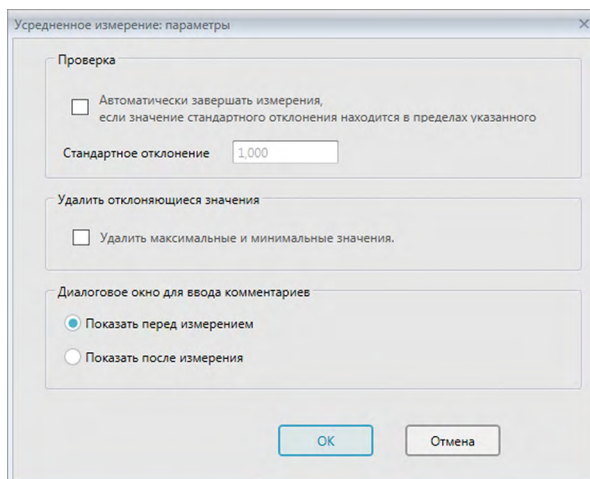 Усредненное измерение: параметры
Проверка
Автоматически завершать измерения,
если значение стандартного отклонения находится в пределах указанного
Стандартное отклонение 1,000
Удалить отклоняющиеся значения
Удалить максимальные и минимальные значения.
Диалоговое окно для ввода комментариев
Показать перед измерением
Показать после измерения
OK Отмена